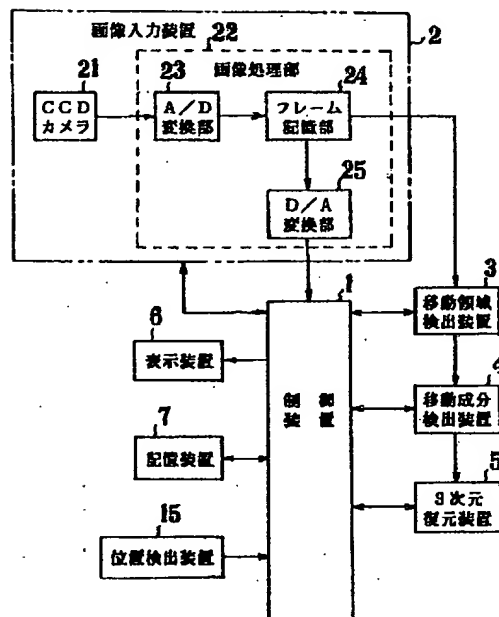 画像入力装置
22
2
21
23
画像処理部
24
CCD
カメラ
A/D
変換部
フレーム
記憶部
25
D/A
変換部
1
3
移動領域
検出装置
6
表示装置
制御
装置
4
移動成分
検出装置
7
記憶装置
5
3次元
復元装置
15
位置検出装置